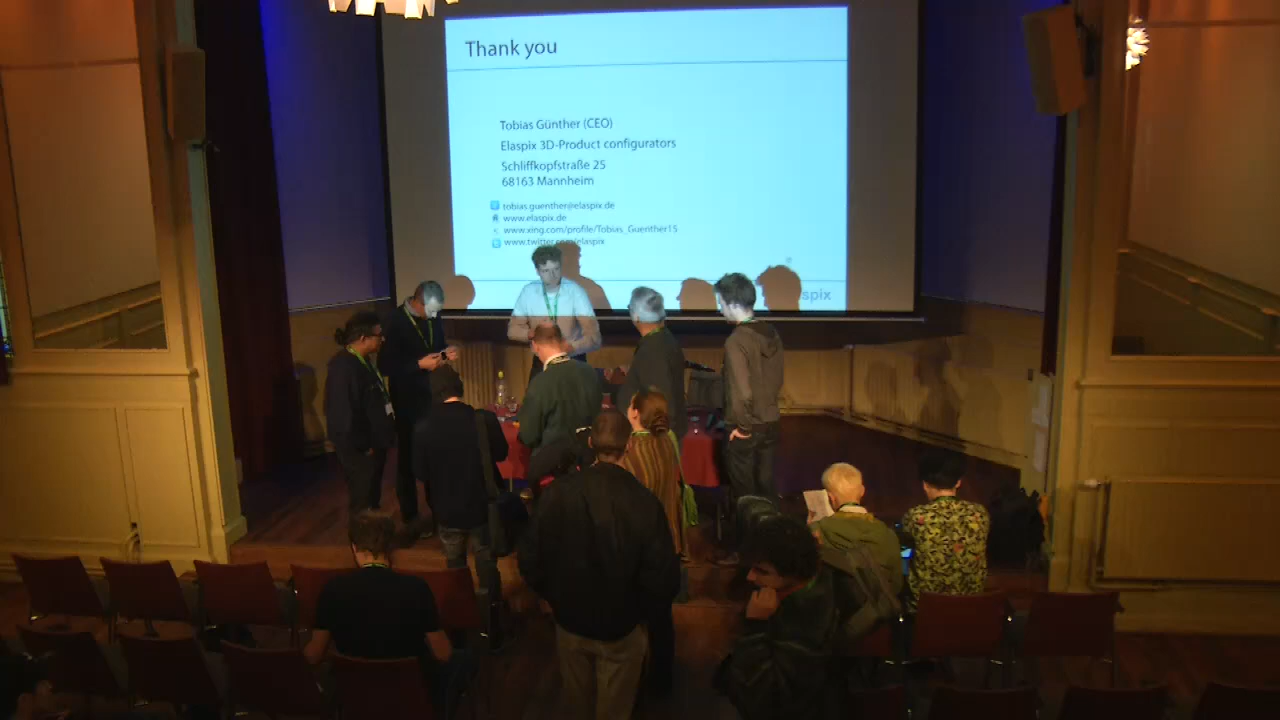 Thank you
Tobias Günther (CEO)
Elaspix 3D-Product configurators
Schliffkopfstraße 25
68163 Mannheim
tobias.guenther@elaspix.de
www.elaspix.de
www.xing.com/profile/Tobias_Guenther15
www.twitter.com/elaspix
spix